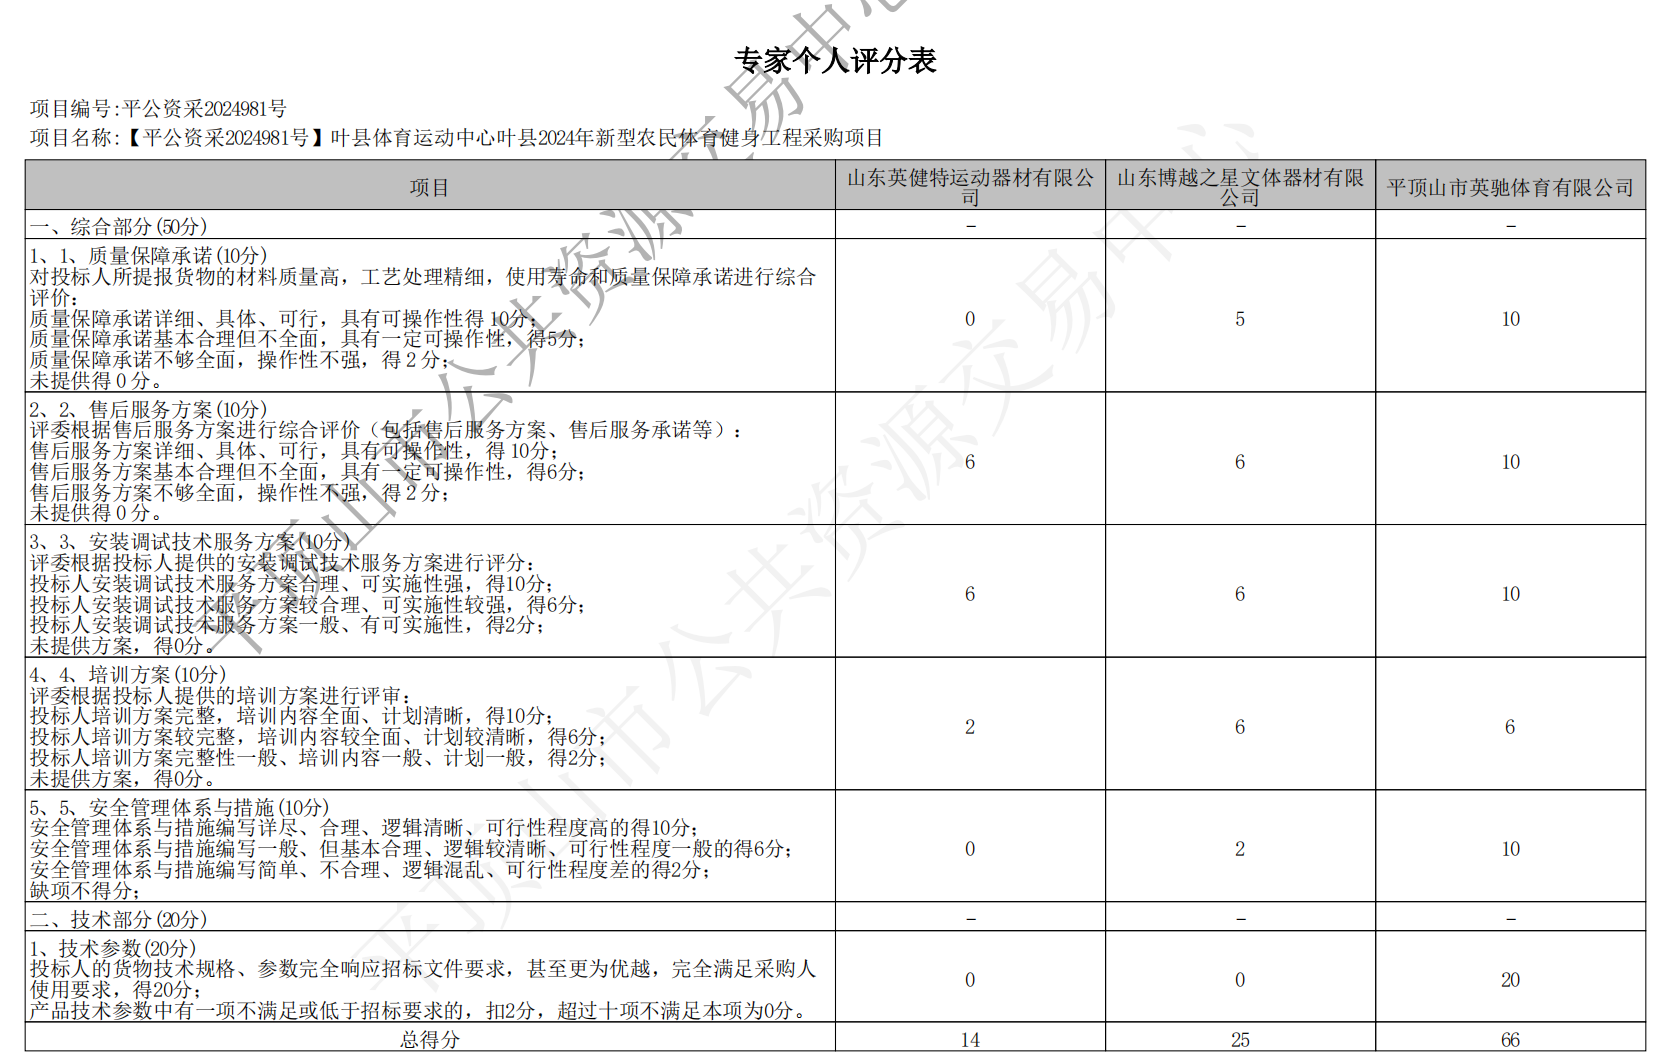 专家个人评分表
项目编号:平公资采2024981号
项目名称:【平公资采2024981号】叶县体育运动中心叶县2024年新型农民体育健身工程采购项目
项目
山东英健特运动器材有限公
司
山东博越之星文体器材有限
公司
平顶山市英驰体育有限公司
一、综合部分(50分)
-
-
-
1、1、质量保障承诺(10分)
对投标人所提报货物的材料质量高，工艺处理精细，使用寿命和质量保障承诺进行综合
评价：
质量保障承诺详细、具体、可行，具有可操作性得 10分；
质量保障承诺基本合理但不全面，具有一定可操作性，得5分；
质量保障承诺不够全面，操作性不强，得 2 分；
未提供得 0 分。
0
5
10
2、2、售后服务方案(10分)
评委根据售后服务方案进行综合评价（包括售后服务方案、售后服务承诺等）：
售后服务方案详细、具体、可行，具有可操作性，得 10分；
售后服务方案基本合理但不全面，具有一定可操作性，得6分；
售后服务方案不够全面，操作性不强，得 2 分；
未提供得 0 分。
6
6
10
3、3、安装调试技术服务方案(10分)
评委根据投标人提供的安装调试技术服务方案进行评分：
投标人安装调试技术服务方案合理、可实施性强，得10分；
投标人安装调试技术服务方案较合理、可实施性较强，得6分；
投标人安装调试技术服务方案一般、有可实施性，得2分；
未提供方案，得0分。
6
6
10
4、4、培训方案(10分)
评委根据投标人提供的培训方案进行评审：
投标人培训方案完整，培训内容全面、计划清晰，得10分；
投标人培训方案较完整，培训内容较全面、计划较清晰，得6分；
投标人培训方案完整性一般、培训内容一般、计划一般，得2分；
未提供方案，得0分。
2
6
6
5、5、安全管理体系与措施(10分)
安全管理体系与措施编写详尽、合理、逻辑清晰、可行性程度高的得10分；
安全管理体系与措施编写一般、但基本合理、逻辑较清晰、可行性程度一般的得6分；
安全管理体系与措施编写简单、不合理、逻辑混乱、可行性程度差的得2分；
缺项不得分；
0
2
10
二、技术部分(20分)
-
-
-
1、技术参数(20分)
投标人的货物技术规格、参数完全响应招标文件要求，甚至更为优越，完全满足采购人
使用要求，得20分；
产品技术参数中有一项不满足或低于招标要求的，扣2分，超过十项不满足本项为0分。
0
0
20
总得分
14
25
66
平顶山市公共资源交易中心
平顶山市公共资源交易中心